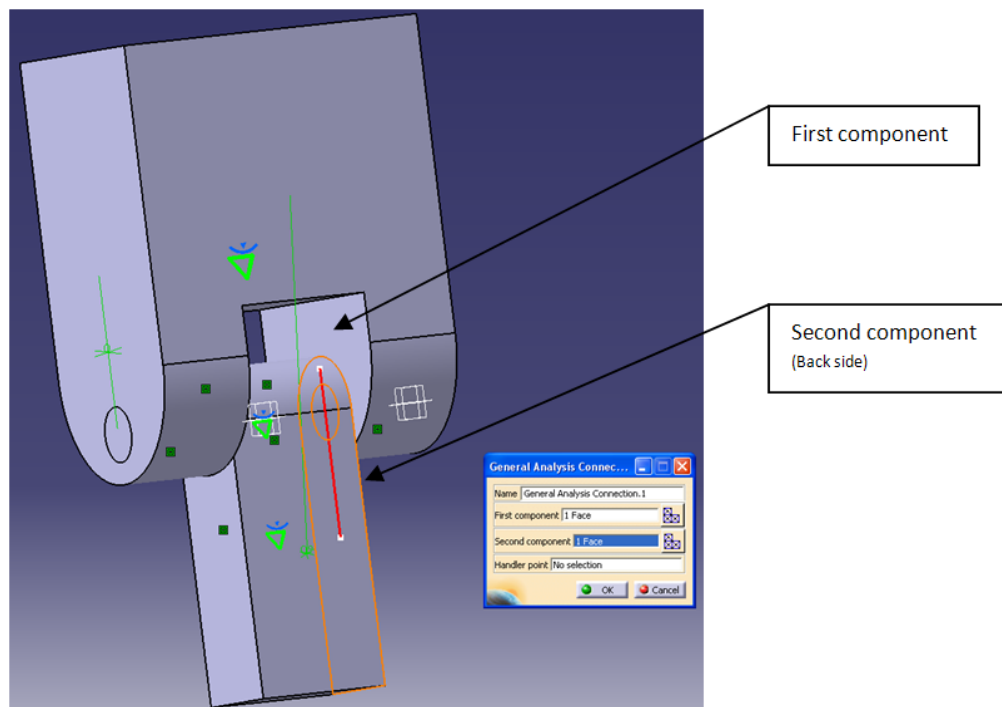 First component
Second component
(Back side)
General Analysis Connec...
Name General Analysis Connection.1
First component 1 Face
Second component 1 Face
Handler point No selection
OK Cancel